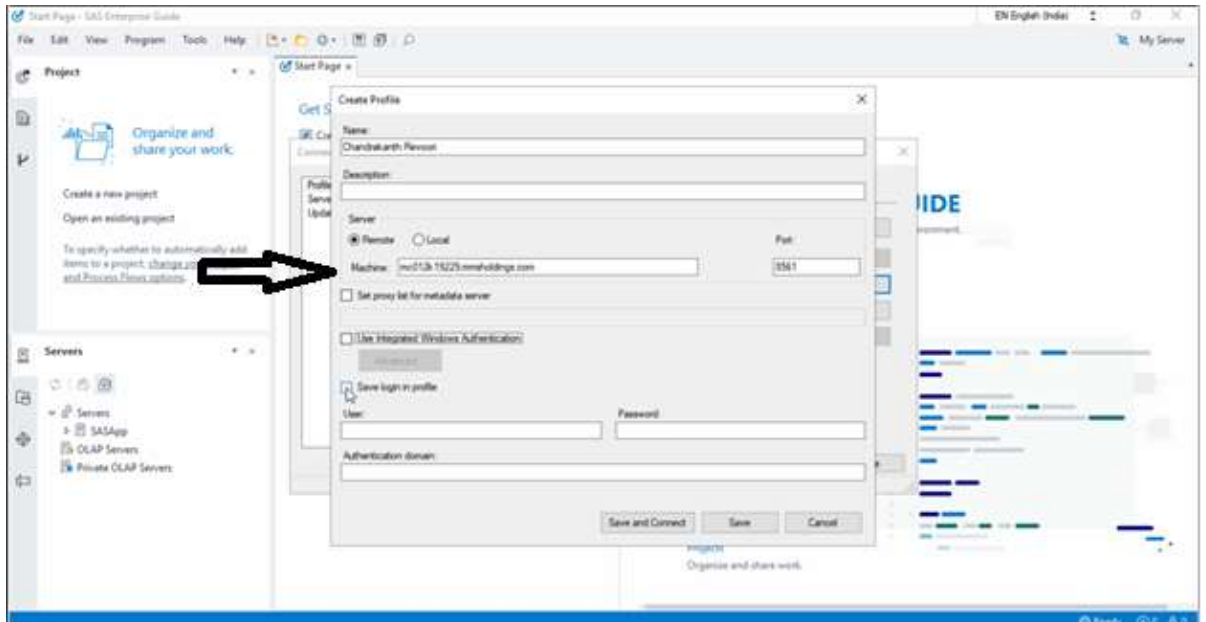 Start Page - SAS Enterprise Guide
EN English (India)
File Edit View Program Tools Help
My Server
Project
Start Page
Organize and
share your work.
Create a new project
Open an existing project
To specify whether to automatically add
items to a project, change
and Process Flows options.
Get S
Create Profile
Name:
Chandrakanth
Description:
Server
Remote Local
Port:
Machine:
8561
Set proxy list for metadata server
Use Integrated Windows Authentication
Advanced
Save login in profile
User:
Password:
Authentication domain:
Save and Connect Save Cancel
Servers
Servers
SASApp
OLAP Servers
Private OLAP Servers
UIDE
Projects
Organize and share work.
Ready